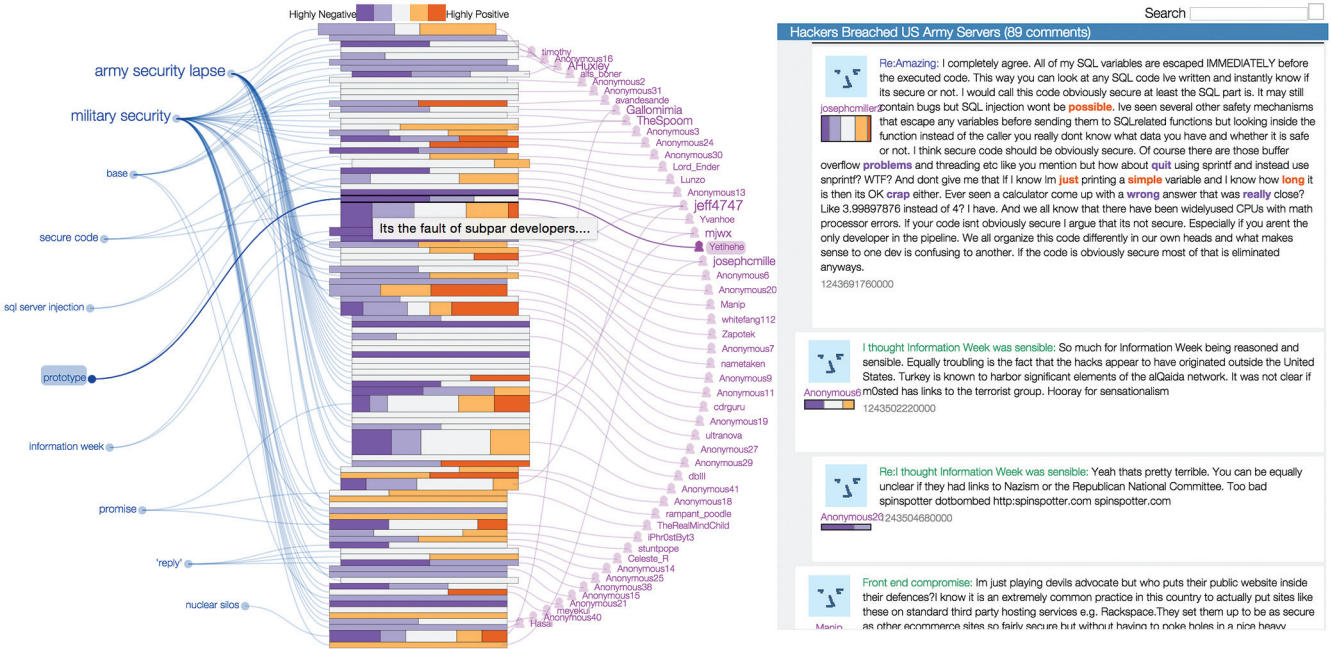 Highly Negative
Highly Positive
army security lapse
military security
base
secure code
sql server injection
prototype
information week
promise
'reply'
nuclear silos
Its the fault of subpar developers....
timothy
Anonymous16
AHuxley
alfs_boner
Anonymous2
Anonymous31
avandesande
Gallomimia
TheSpoom
Anonymous3
Anonymous24
Anonymous30
Lord_Ender
Lunzo
Anonymous13
jeff4747
Yvanhoe
mjwx
Yetihehe
josephcmille
Anonymous6
Anonymous20
Manip
whitefang112
Zapotek
Anonymous7
nametaken
Anonymous9
Anonymous11
cdrguru
Anonymous19
ultranova
Anonymous27
Anonymous29
dbIII
Anonymous41
Anonymous18
rampant_poodle
TheRealMindChild
iPhr0stByt3
stuntpope
Celeste_R
Anonymous14
Anonymous25
Anonymous38
Anonymous15
Anonymous21
meyekul
Anonymous40
Hasai
Search
Hackers Breached US Army Servers (89 comments)
josephcmiller2
Re:Amazing: I completely agree. All of my SQL variables are escaped IMMEDIATELY before
the executed code. This way you can look at any SQL code Ive written and instantly know if
its secure or not. I would call this code obviously secure at least the SQL part is. It may still
contain bugs but SQL injection wont be possible. Ive seen several other safety mechanisms
that escape any variables before sending them to SQLrelated functions but looking inside the
function instead of the caller you really dont know what data you have and whether it is safe
or not. I think secure code should be obviously secure. Of course there are those buffer
overflow problems and threading etc like you mention but how about quit using sprintf and instead use
snprintf? WTF? And dont give me that If I know Im just printing a simple variable and I know how long it
is then its OK crap either. Ever seen a calculator come up with a wrong answer that was really close?
Like 3.99897876 instead of 4? I have. And we all know that there have been widelyused CPUs with math
processor errors. If your code isnt obviously secure I argue that its not secure. Especially if you arent the
only developer in the pipeline. We all organize this code differently in our own heads and what makes
sense to one dev is confusing to another. If the code is obviously secure most of that is eliminated
anyways.
1243691760000
Anonymous6
I thought Information Week was sensible: So much for Information Week being reasoned and
sensible. Equally troubling is the fact that the hacks appear to have originated outside the United
States. Turkey is known to harbor significant elements of the alQaida network. It was not clear if
m0sted has links to the terrorist group. Hooray for sensationalism
1243502220000
Anonymous20
Re:I thought Information Week was sensible: Yeah thats pretty terrible. You can be equally
unclear if they had links to Nazism or the Republican National Committee. Too bad
spinspotter dotbombed http:spinspotter.com spinspotter.com
1243504680000
Manip
Front end compromise: Im just playing devils advocate but who puts their public website inside
their defences?I know it is an extremely common practice in this country to actually put sites like
these on standard third party hosting services e.g. Rackspace.They set them up to be as secure
as other ecommerce sites so fairly secure but without having to poke holes in a nice heavy